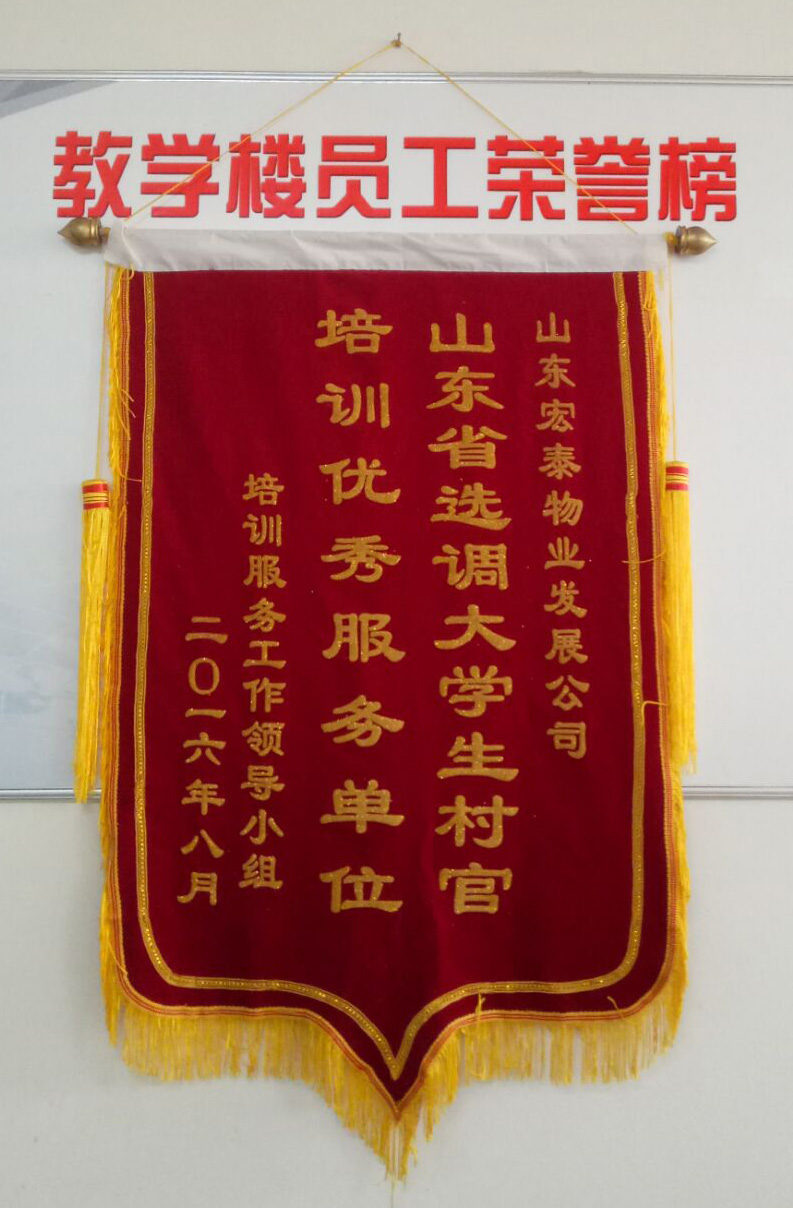 教学楼员工荣誉榜
山东宏泰物业发展公司
山东省选调大学生村官
培训优秀服务单位
培训服务工作领导小组
二〇一六年八月